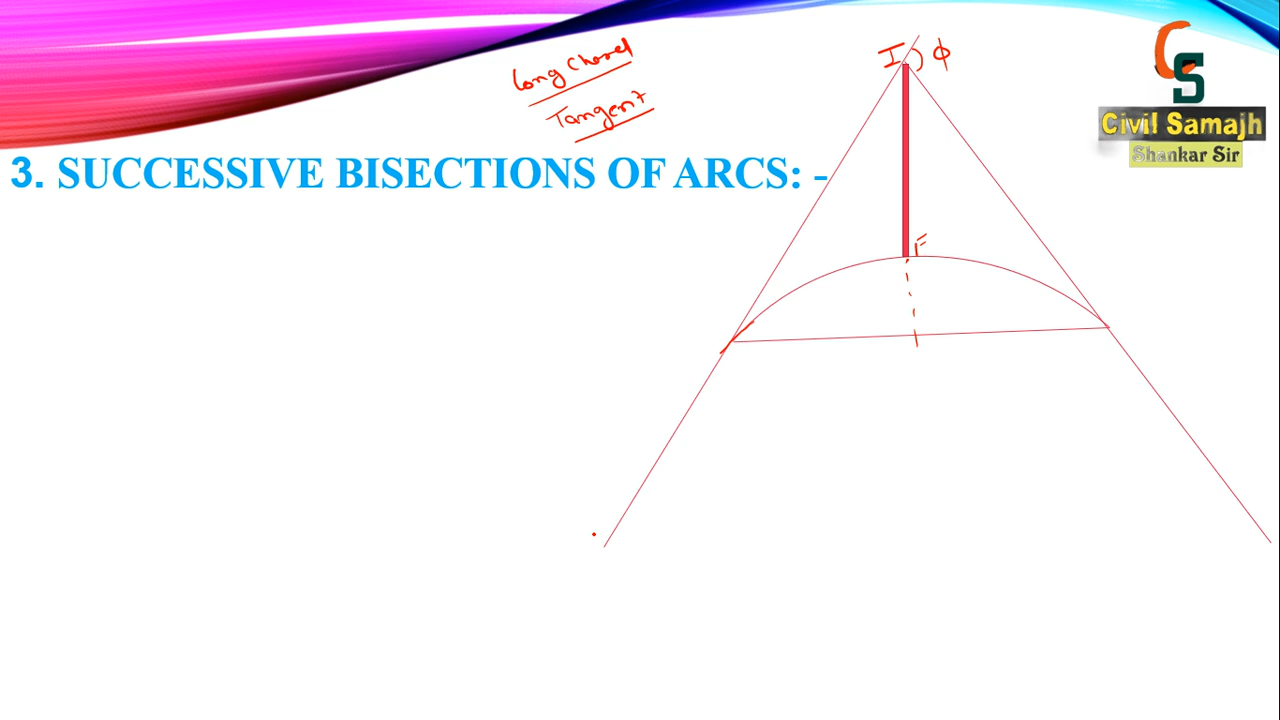 Long Chord
Tangent
I φ
Civil Samajh
Shankar Sir
3. SUCCESSIVE BISECTIONS OF ARCS: -
F